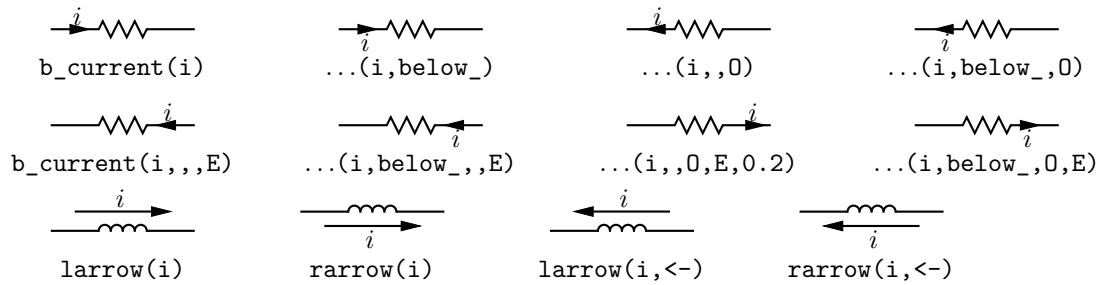 i i
i i
b_current(i) ...(i,below_) ...(i,,O) ...(i,below_,O)
i i
i i
b_current(i,,,E) ...(i,below_,,E) ...(i,,O,E,0.2) ...(i,below_,O,E)
i i
i i
larrow(i) rarrow(i) larrow(i,<-) rarrow(i,<-)